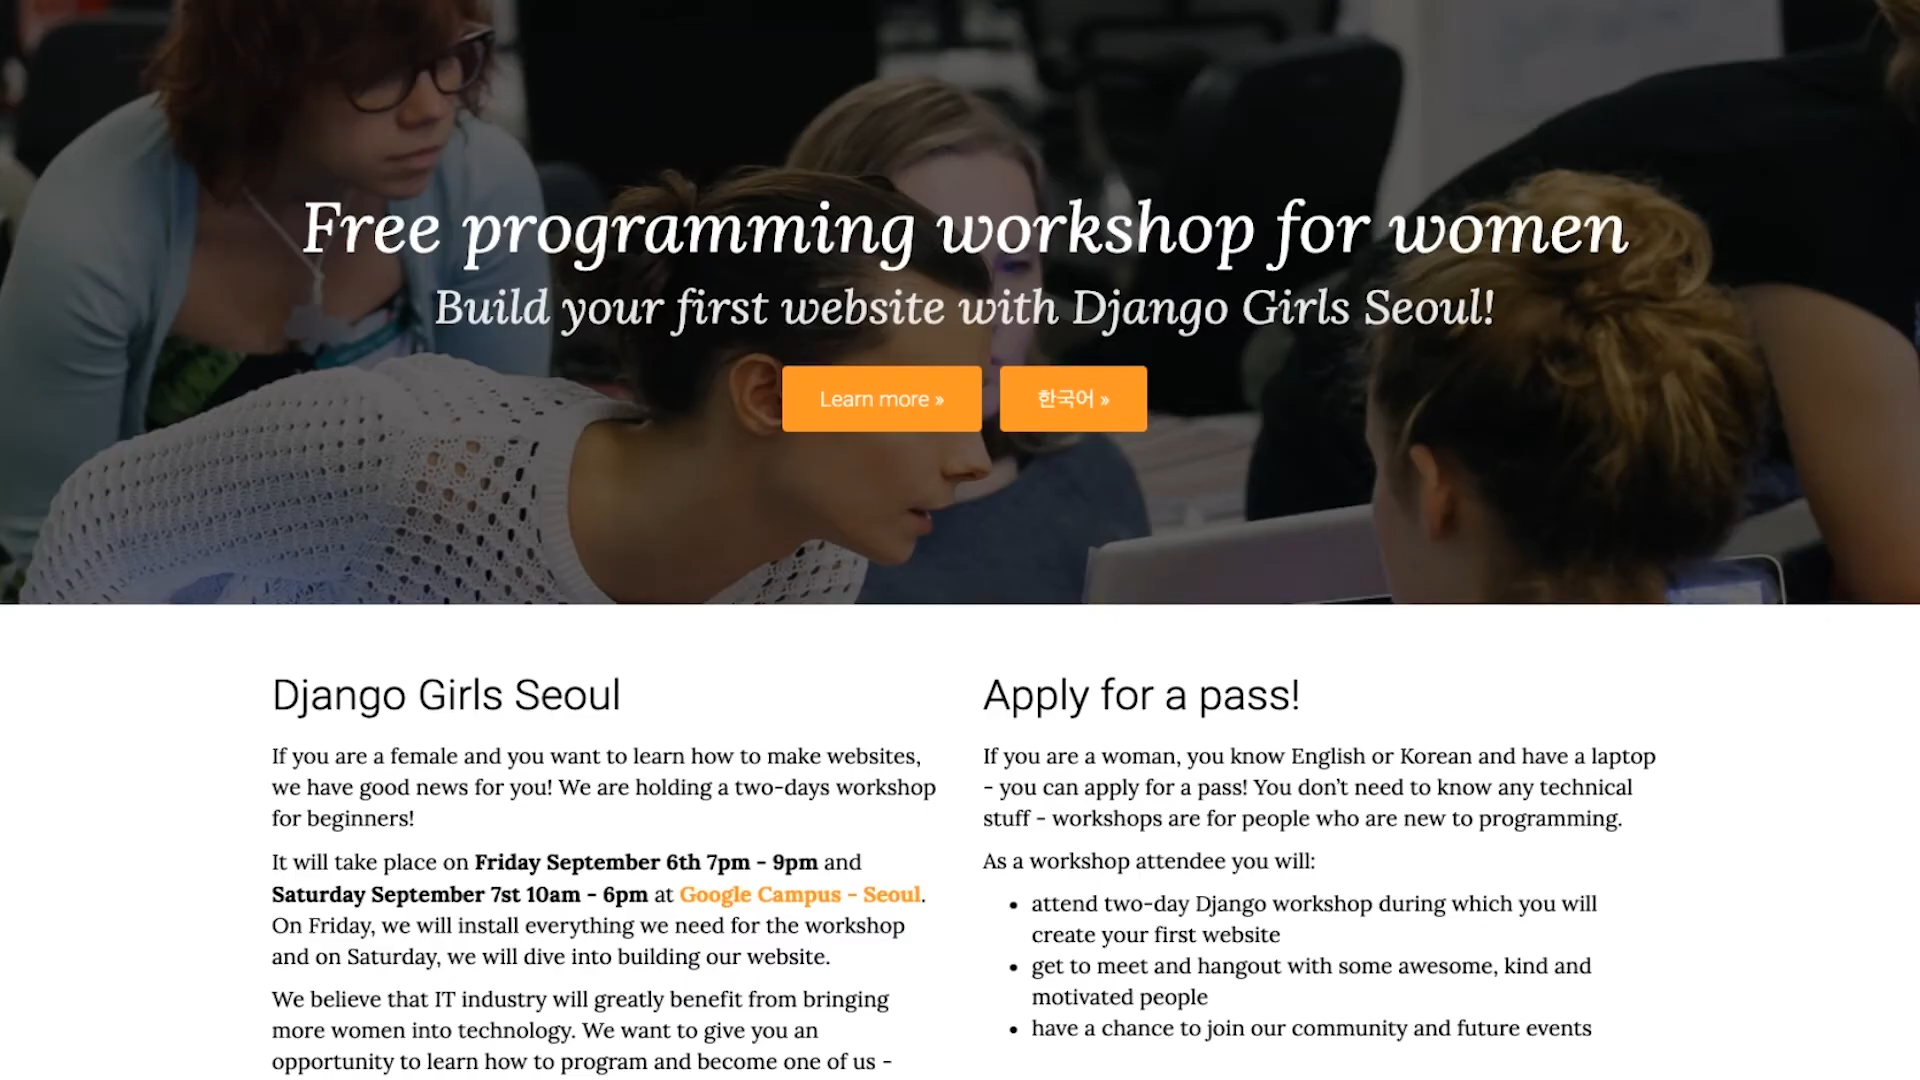 Free programming workshop for women
Build your first website with Django Girls Seoul!
Learn more »
한국어 »
Django Girls Seoul
If you are a female and you want to learn how to make websites,
we have good news for you! We are holding a two-days workshop
for beginners!
It will take place on Friday September 6th 7pm - 9pm and
Saturday September 7st 10am - 6pm at Google Campus - Seoul.
On Friday, we will install everything we need for the workshop
and on Saturday, we will dive into building our website.
We believe that IT industry will greatly benefit from bringing
more women into technology. We want to give you an
opportunity to learn how to program and become one of us -
Apply for a pass!
If you are a woman, you know English or Korean and have a laptop
- you can apply for a pass! You don’t need to know any technical
stuff - workshops are for people who are new to programming.
As a workshop attendee you will:
• attend two-day Django workshop during which you will
create your first website
• get to meet and hangout with some awesome, kind and
motivated people
• have a chance to join our community and future events